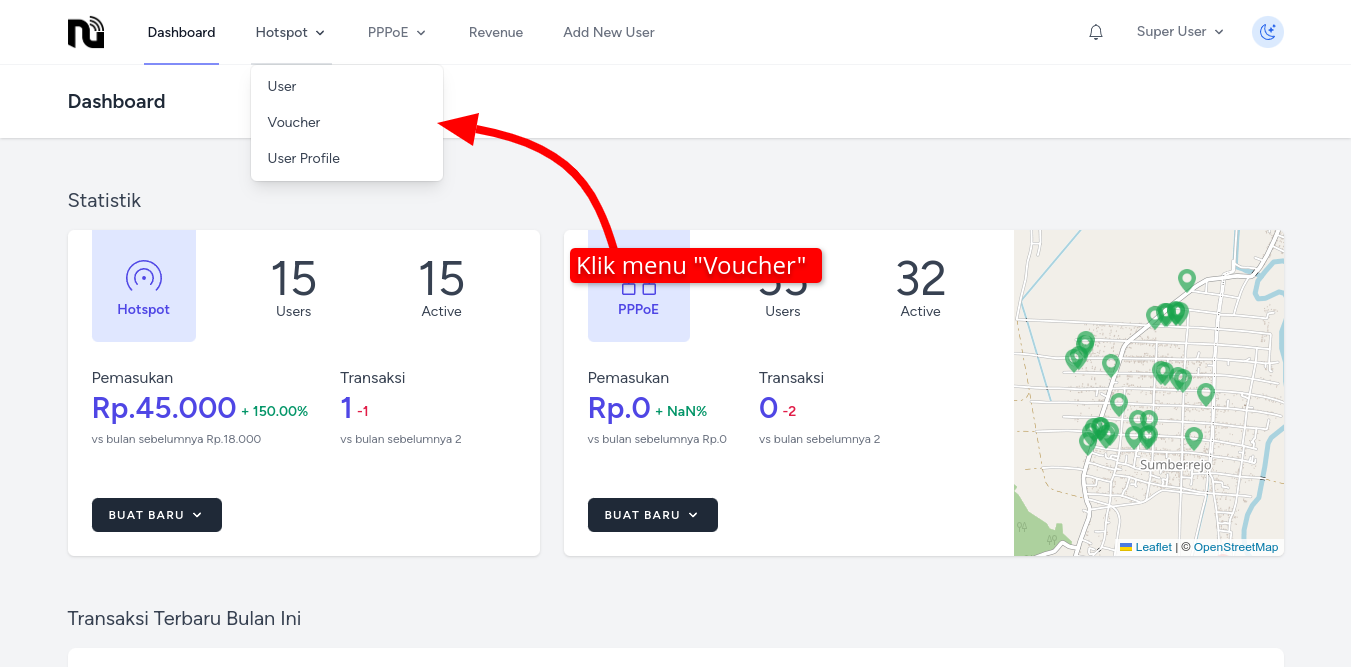 Dashboard Hotspot PPPoE Revenue Add New User Super User
Dashboard
User
Voucher
User Profile
Statistik
Klik menu "Voucher"
Hotspot
15
Users
15
Active
PPPoE
Users
32
Active
Pemasukan
Rp.45.000 + 150.00%
vs bulan sebelumnya Rp.18.000
Transaksi
1 -1
vs bulan sebelumnya 2
Pemasukan
Rp.0 + NaN%
vs bulan sebelumnya Rp.0
Transaksi
0 -2
vs bulan sebelumnya 2
BUAT BARU
BUAT BARU
Sumberrejo
Leaflet | © OpenStreetMap
Transaksi Terbaru Bulan Ini